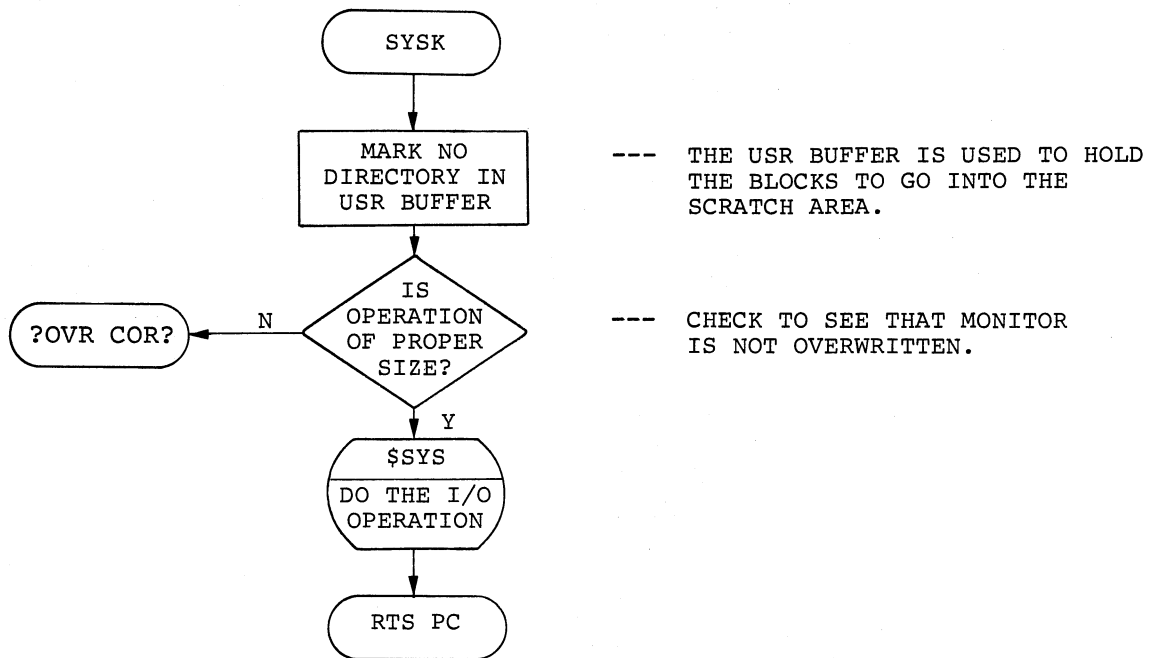 SYSK
MARK NO
DIRECTORY IN
USR BUFFER
--- THE USR BUFFER IS USED TO HOLD
THE BLOCKS TO GO INTO THE
SCRATCH AREA.
IS
OPERATION
OF PROPER
SIZE?
N
?OVR COR?
--- CHECK TO SEE THAT MONITOR
IS NOT OVERWRITTEN.
Y
$SYS
DO THE I/O
OPERATION
RTS PC